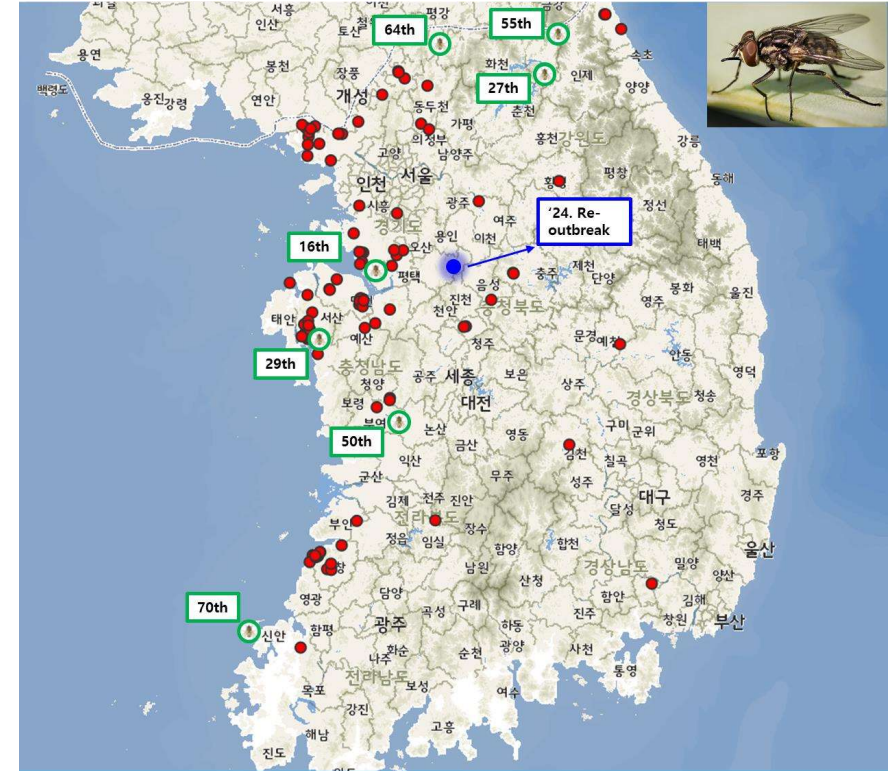 서흥
평강
64th
55th
인산
토산
27th
화천
인제
속초
용연
봉천
장풍
양양
백령도
개성
동두천
춘천
옹진
강령
연안
의정부
가평
홍천
강원도
강릉
고양
남양주
평창
동해
인천
서울
시흥
광주
여주
정선
'24. Re-
outbreak
경기도
용인
이천
오산
태백
16th
평택
음성
충주
제천
단양
진천
충청북도
봉화
울진
천안
영주
태안
서산
예산
청주
문경
안동
29th
충청남도
공주
세종
보은
상주
영덕
청양
경상북도
청송
보령
대전
50th
논산
영동
구미
군위
금산
익산
김천
칠곡
영천
포항
군산
무주
성주
대구
김제
전주
진안
경주
부안
전라북도
달성
청도
장수
정읍
임실
함양
합천
울산
남원
경상남도
밀양
양산
산청
담양
영광
구례
함안
김해
70th
곡성
진주
창원
부산
신안
함평
광주
하동
화순
순천
광양
사천
나주
전라남도
통영
보성
목포
여수
강진
고흥
해남
진도